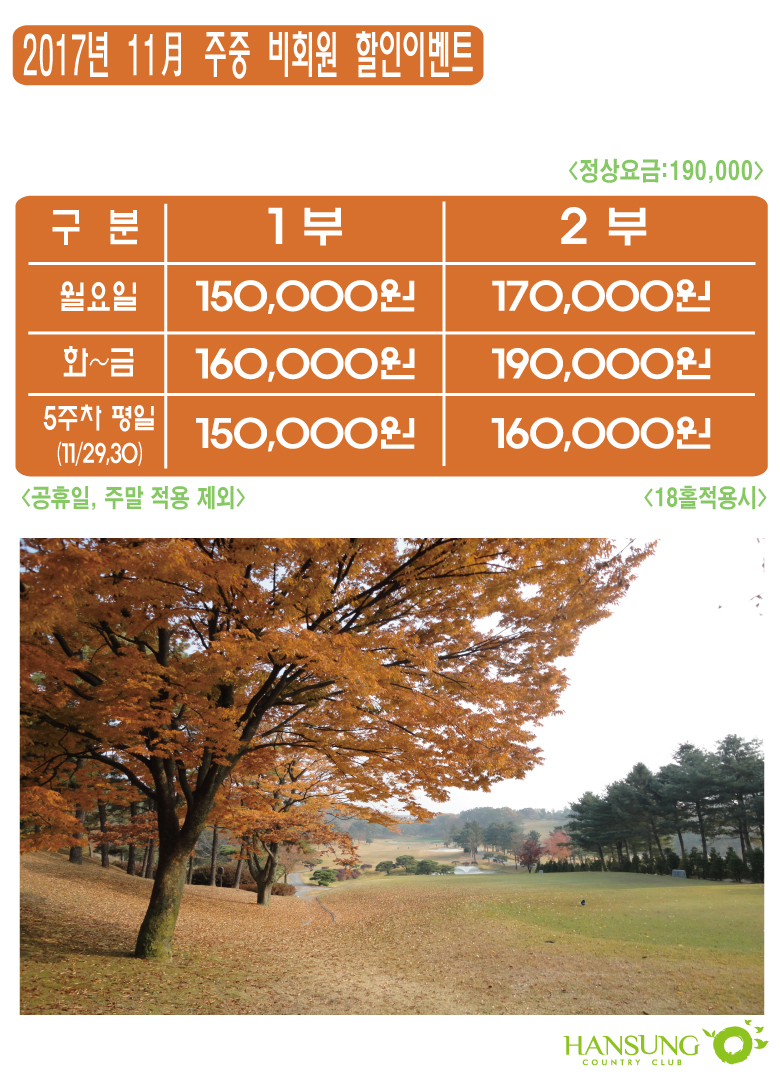 2017년 11月 주중 비회원 할인이벤트
<정상요금:190,000>
구 분 1 부 2 부
월요일 150,000원 170,000원
화~금 160,000원 190,000원
5주차 평일 150,000원 160,000원
(11/29,30)
<공휴일, 주말 적용 제외> <18홀적용시>
HANSUNG
COUNTRY CLUB